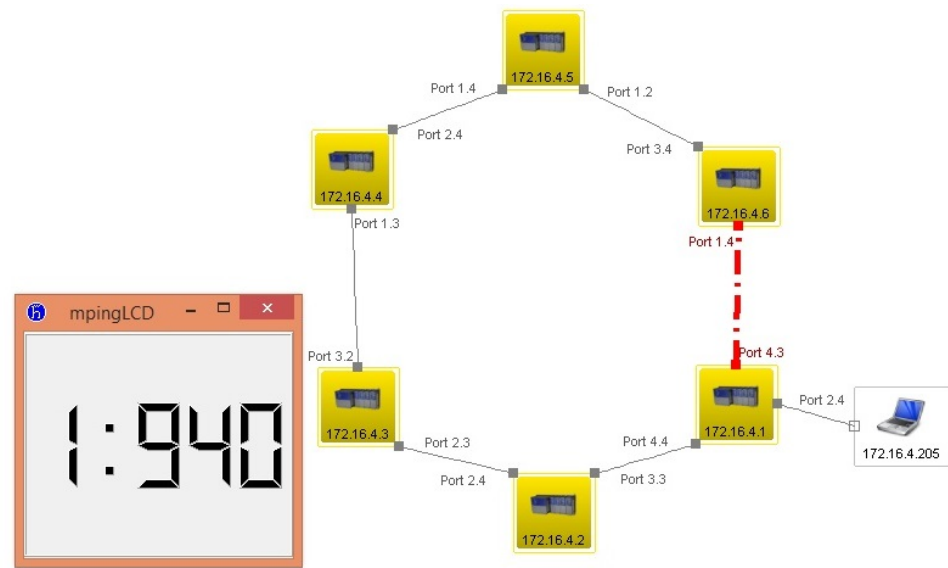 172.16.4.5
Port 1.4
Port 1.2
Port 2.4
Port 3.4
172.16.4.4
172.16.4.6
Port 1.3
Port 1.4
mpingLCD
1:940
Port 3.2
Port 4.3
172.16.4.3
172.16.4.1
Port 2.4
172.16.4.205
Port 2.3
Port 4.4
Port 2.4
Port 3.3
172.16.4.2